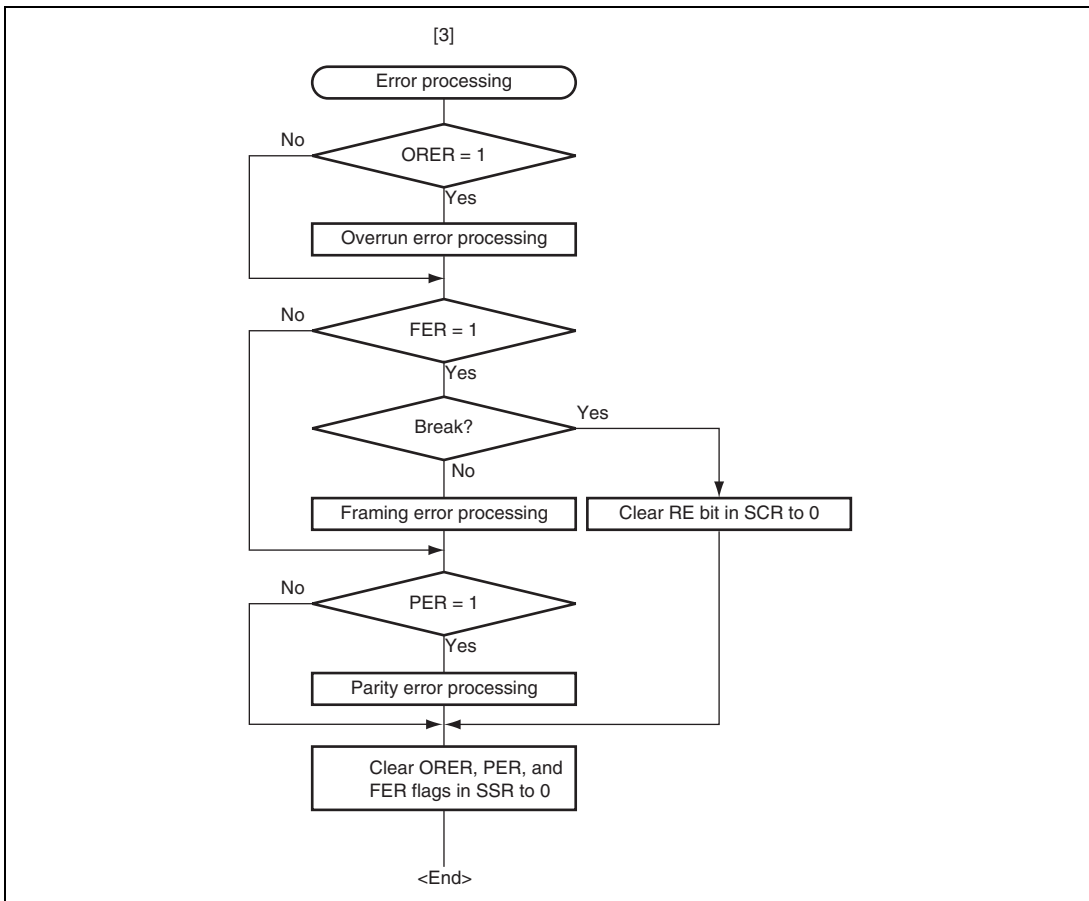 [3]
Error processing
No
ORER = 1
Yes
Overrun error processing
No
FER = 1
Yes
Break?
Yes
No
Framing error processing
Clear RE bit in SCR to 0
No
PER = 1
Yes
Parity error processing
Clear ORER, PER, and
FER flags in SSR to 0
<End>